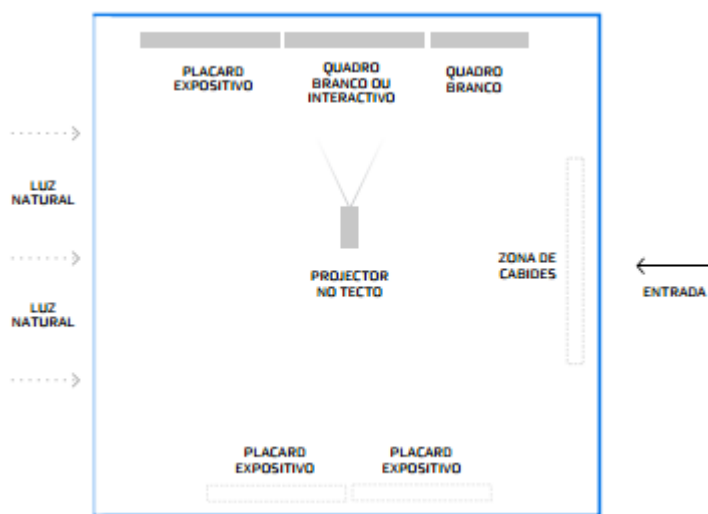 PLACARD
EXPOSITIVO
QUADRO
BRANCO OU
INTERACTIVO
QUADRO
BRANCO
LUZ
NATURAL
ZONA DE
CABIDES
PROJECTOR
NO TECTO
ENTRADA
LUZ
NATURAL
PLACARD
EXPOSITIVO
PLACARD
EXPOSITIVO